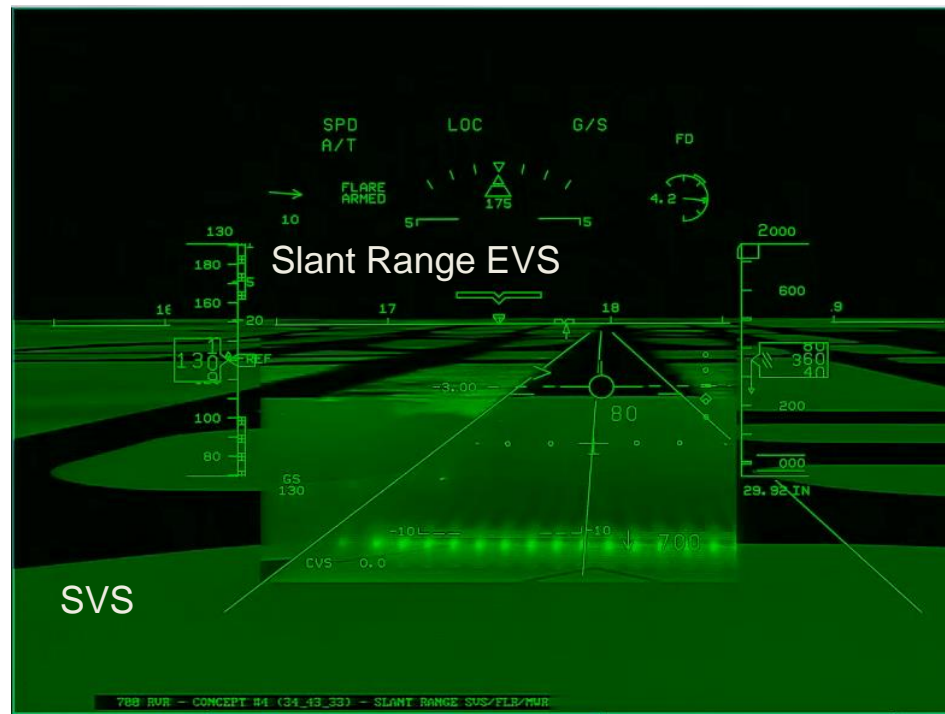 SPD LOC G/S
A/T
FD
FLARE
ARMED
175
4.2
10
5 5
130
2000
Slant Range EVS
180
5
600
160
16 17 18 .9
20
130
REF
80
360
40
-3.00
80
100
200
80
000
GS
130
29.92 IN
-10 -10
↓ 700
CVS 0.0
SVS
700 RVR - CONCEPT #4 (34_43_33) - SLANT RANGE SVS/FLR/MWR